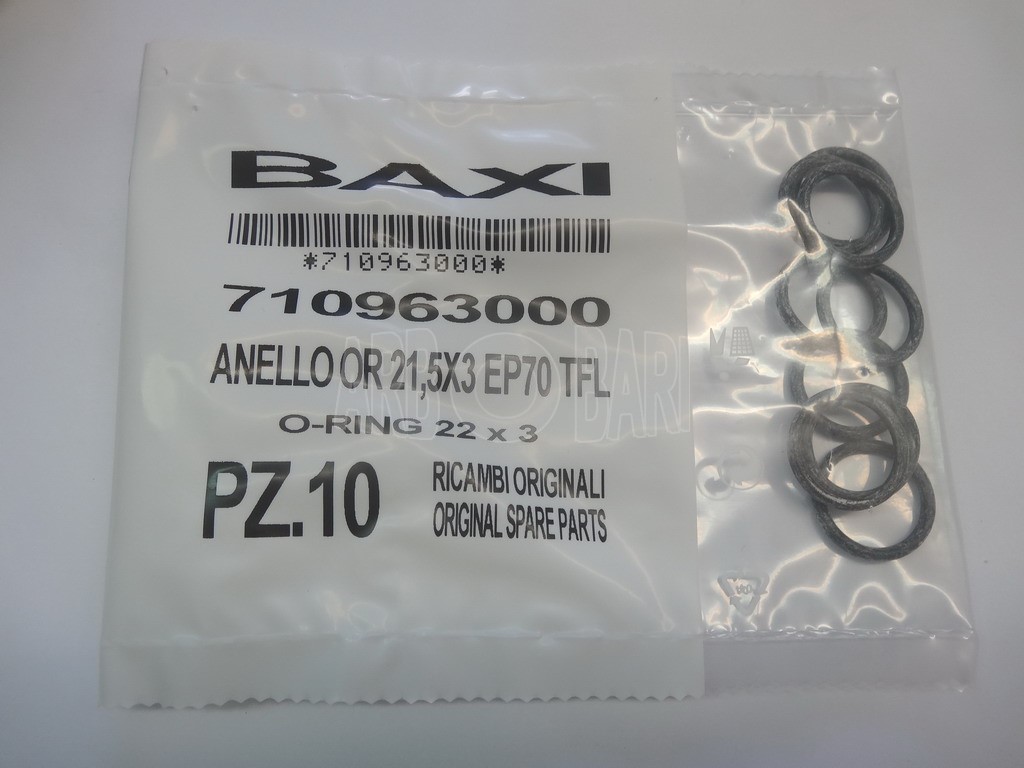 BAXI
*710963000*
710963000
ANELLO OR 21,5X3 EP70 TFL
O-RING 22 x 3
PZ.10
RICAMBI ORIGINALI
ORIGINAL SPARE PARTS